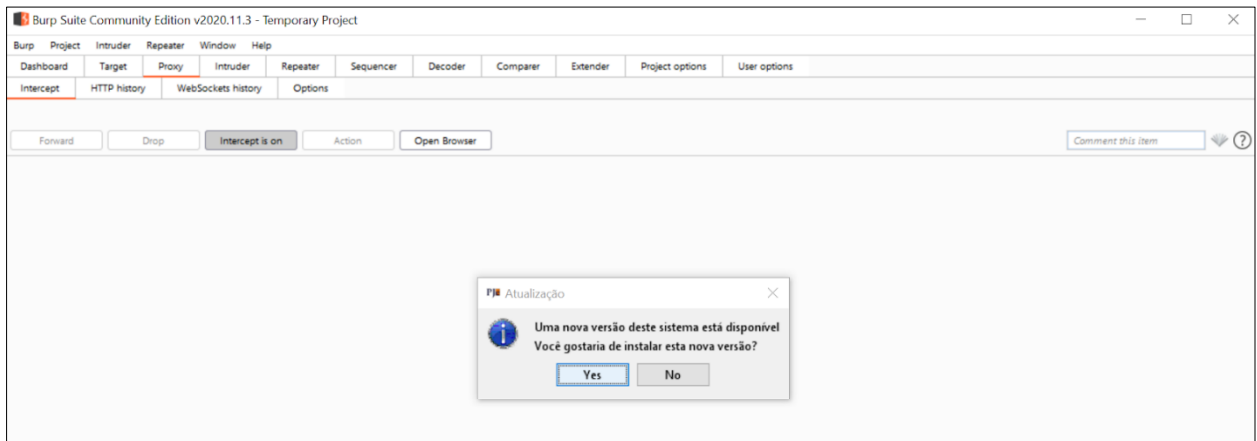 Burp Suite Community Edition v2020.11.3 - Temporary Project
Burp Project Intruder Repeater Window Help
Dashboard Target Proxy Intruder Repeater Sequencer Decoder Comparer Extender Project options User options
Intercept HTTP history WebSockets history Options
Forward Drop Intercept is on Action Open Browser Comment this item ?
PJe Atualização
Uma nova versão deste sistema está disponível
Você gostaria de instalar esta nova versão?
Yes No